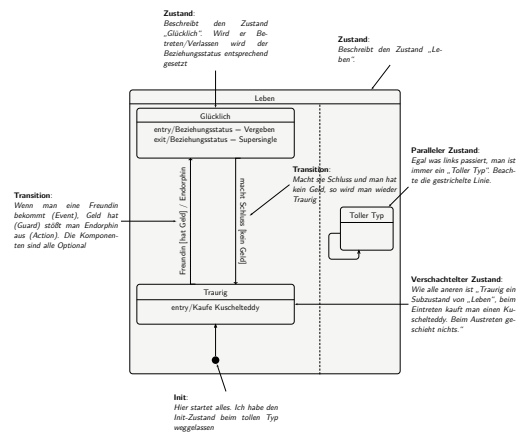 Zustand:
Beschreibt den Zustand
„Glücklich“. Wird er Be-
treten/Verlassen wird der
Beziehungsstatus entsprechend
gesetzt
Zustand:
Beschreibt den Zustand „Le-
ben“.
Leben
Glücklich
entry/Beziehungsstatus = Vergeben
exit/Beziehungsstatus = Supersingle
Paralleler Zustand:
Egal was links passiert, man ist
immer ein „Toller Typ“. Beach-
te die gestrichelte Linie.
Transition:
Macht sie Schluss und man hat
kein Geld, so wird man wieder
Traurig
Freundin [hat Geld] / Endorphin
macht Schluss [kein Geld]
Transition:
Wenn man eine Freundin
bekommt (Event), Geld hat
(Guard) stößt man Endorphin
aus (Action). Die Komponen-
ten sind alle Optional
Toller Typ
Traurig
entry/Kaufe Kuschelteddy
Verschachtelter Zustand:
Wie alle aneren ist „Traurig ein
Subzustand von „Leben“, beim
Eintreten kauft man einen Ku-
schelteddy. Beim Austreten ge-
schieht nichts.“
Init:
Hier startet alles. Ich habe den
Init-Zustand beim tollen Typ
weggelassen